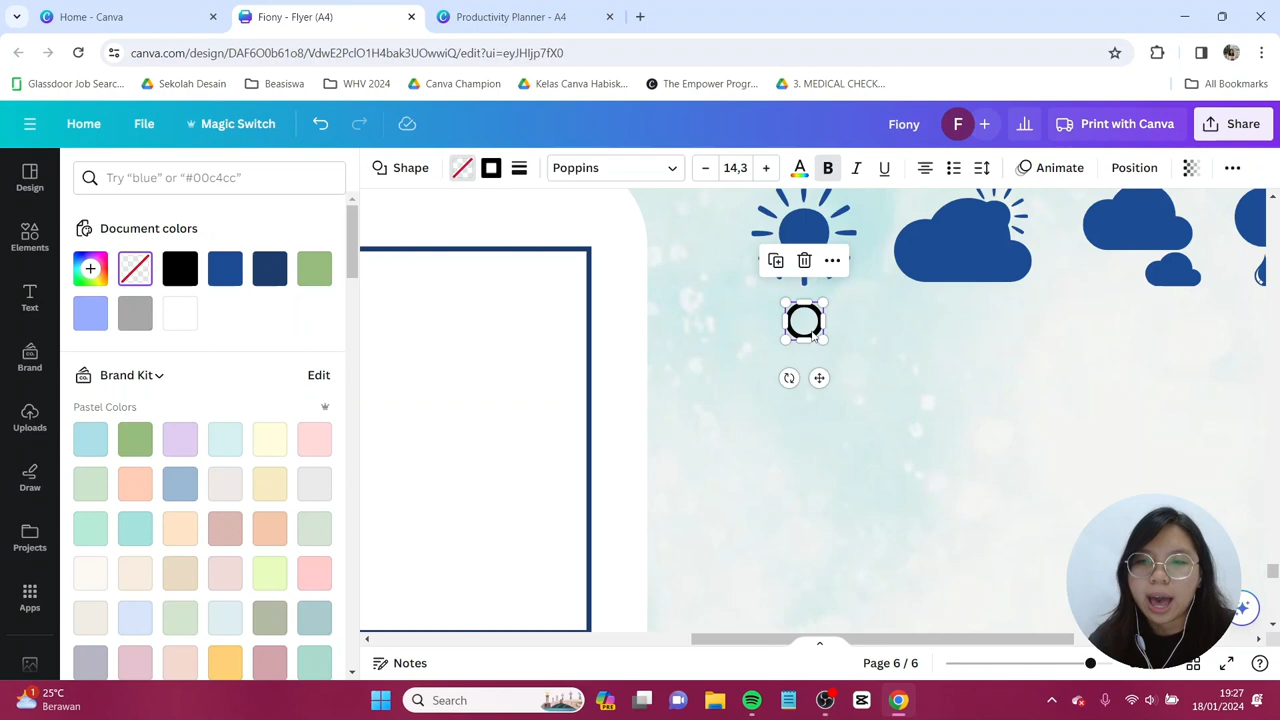 Home - Canva
Fiony - Flyer (A4)
Productivity Planner - A4
canva.com/design/DAF6O0b61o8/VdwE2PclO1H4bak3UOwwiQ/edit?ui=eyJHIjp7fX0
Glassdoor Job Searc...
Sekolah Desain
Beasiswa
WHV 2024
Canva Champion
Kelas Canva Habisk...
The Empower Progr...
3. MEDICAL CHECK...
All Bookmarks
Home
File
Magic Switch
Fiony
F
Print with Canva
Share
Design
Elements
Text
Brand
Uploads
Draw
Projects
Apps
Try “blue” or “#00c4cc”
Document colors
Brand Kit
Edit
Pastel Colors
Shape
Poppins
14,3
A
B
I
U
Animate
Position
Notes
Page 6 / 6
1
25°C
Berawan
Search
19:27
18/01/2024